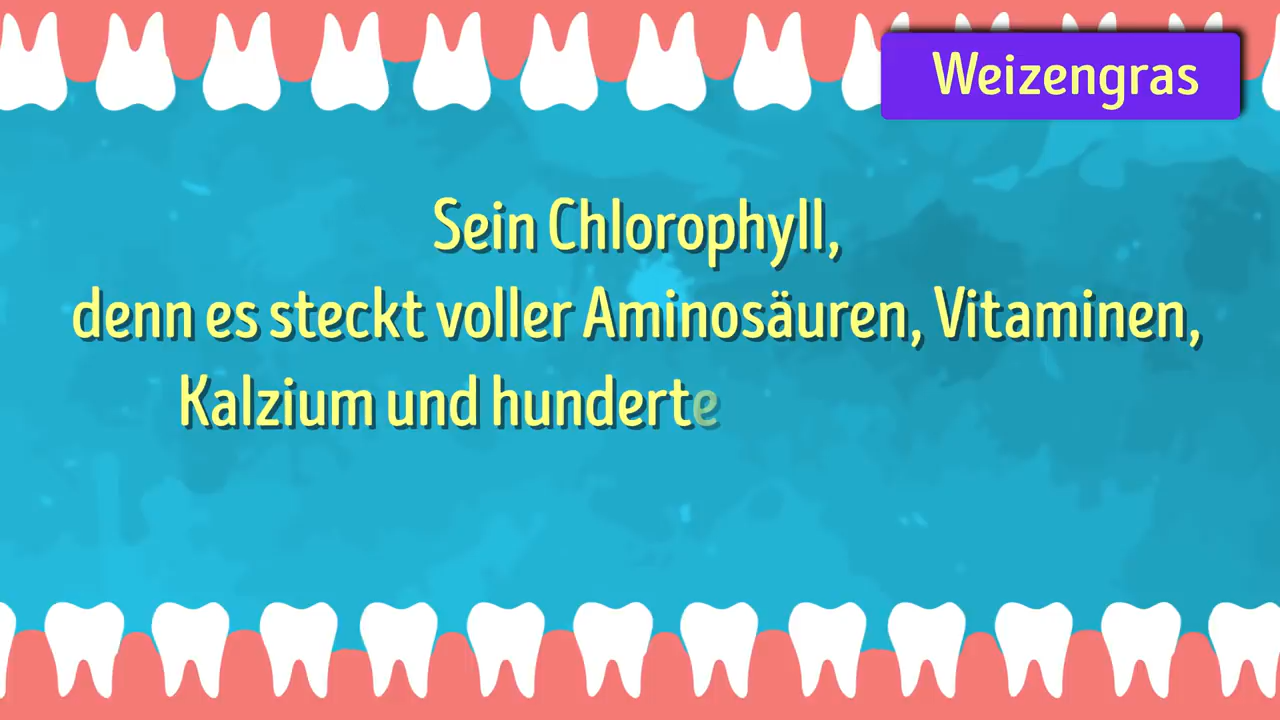 Weizengras
Sein Chlorophyll,
denn es steckt voller Aminosäuren, Vitaminen,
Kalzium und hunderte